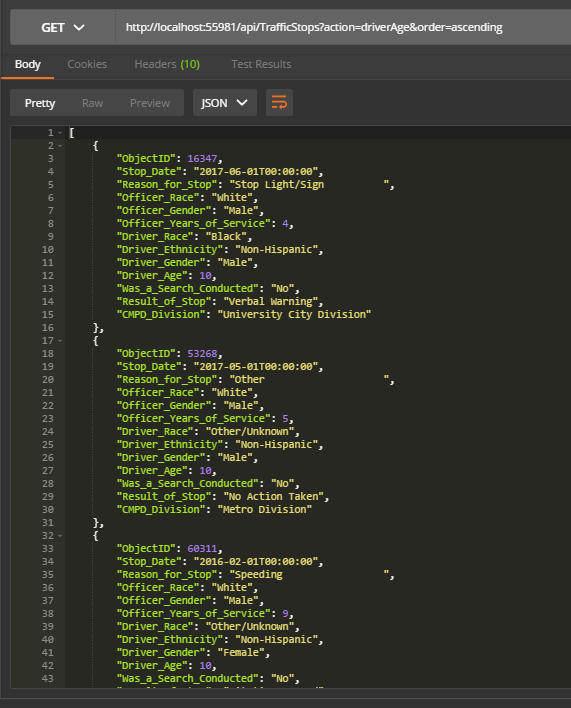 GET http://localhost:55981/api/TrafficStops?action=driverAge&order=ascending
Body Cookies Headers (10) Test Results
Pretty Raw Preview JSON
1 [
2 {
3 "ObjectID": 16347,
4 "Stop_Date": "2017-06-01T00:00:00",
5 "Reason_for_Stop": "Stop Light/Sign          ",
6 "Officer_Race": "White",
7 "Officer_Gender": "Male",
8 "Officer_Years_of_Service": 4,
9 "Driver_Race": "Black",
10 "Driver_Ethnicity": "Non-Hispanic",
11 "Driver_Gender": "Male",
12 "Driver_Age": 10,
13 "Was_a_Search_Conducted": "No",
14 "Result_of_Stop": "Verbal Warning",
15 "CMPD_Division": "University City Division"
16 },
17 {
18 "ObjectID": 53268,
19 "Stop_Date": "2017-05-01T00:00:00",
20 "Reason_for_Stop": "Other                    ",
21 "Officer_Race": "White",
22 "Officer_Gender": "Male",
23 "Officer_Years_of_Service": 5,
24 "Driver_Race": "Other/Unknown",
25 "Driver_Ethnicity": "Non-Hispanic",
26 "Driver_Gender": "Male",
27 "Driver_Age": 10,
28 "Was_a_Search_Conducted": "No",
29 "Result_of_Stop": "No Action Taken",
30 "CMPD_Division": "Metro Division"
31 },
32 {
33 "ObjectID": 60311,
34 "Stop_Date": "2016-02-01T00:00:00",
35 "Reason_for_Stop": "Speeding                 ",
36 "Officer_Race": "White",
37 "Officer_Gender": "Male",
38 "Officer_Years_of_Service": 9,
39 "Driver_Race": "Other/Unknown",
40 "Driver_Ethnicity": "Non-Hispanic",
41 "Driver_Gender": "Female",
42 "Driver_Age": 10,
43 "Was_a_Search_Conducted": "No",